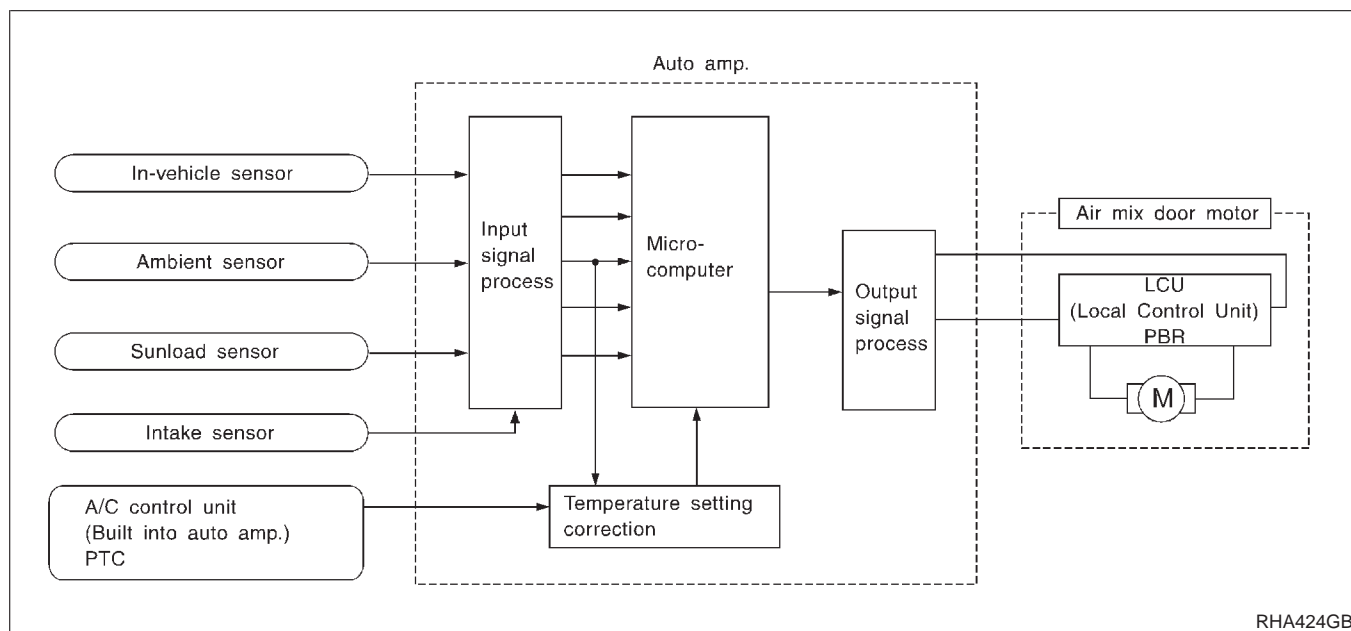 Auto amp.
In-vehicle sensor
Ambient sensor
Sunload sensor
Intake sensor
A/C control unit
(Built into auto amp.)
PTC
Input
signal
process
Micro-
computer
Temperature setting
correction
Output
signal
process
Air mix door motor
LCU
(Local Control Unit)
PBR
M
RHA424GB